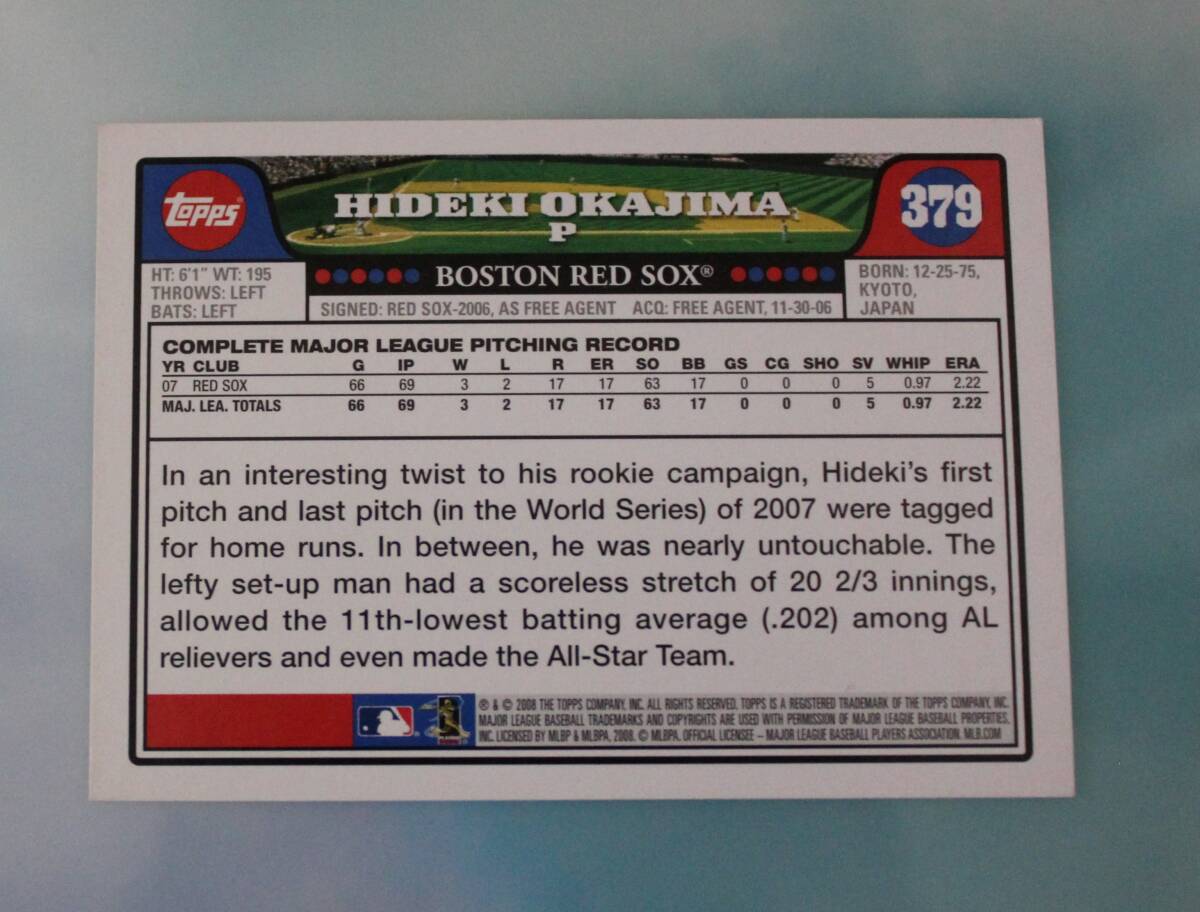 topps®
HIDEKI OKAJIMA
379
P
HT: 6'1" WT: 195
THROWS: LEFT
BATS: LEFT
BOSTON RED SOX®
SIGNED: RED SOX-2006, AS FREE AGENT ACQ: FREE AGENT, 11-30-06
BORN: 12-25-75,
KYOTO,
JAPAN
COMPLETE MAJOR LEAGUE PITCHING RECORD
YR CLUB G IP W L R ER SO BB GS CG SHO SV WHIP ERA
07 RED SOX 66 69 3 2 17 17 63 17 0 0 0 5 0.97 2.22
MAJ. LEA. TOTALS 66 69 3 2 17 17 63 17 0 0 0 5 0.97 2.22
In an interesting twist to his rookie campaign, Hideki's first
pitch and last pitch (in the World Series) of 2007 were tagged
for home runs. In between, he was nearly untouchable. The
lefty set-up man had a scoreless stretch of 20 2/3 innings,
allowed the 11th-lowest batting average (.202) among AL
relievers and even made the All-Star Team.
® & © 2008 THE TOPPS COMPANY, INC. ALL RIGHTS RESERVED. TOPPS IS A REGISTERED TRADEMARK OF THE TOPPS COMPANY, INC.
MAJOR LEAGUE BASEBALL TRADEMARKS AND COPYRIGHTS ARE USED WITH PERMISSION OF MAJOR LEAGUE BASEBALL PROPERTIES,
INC. LICENSED BY MLBP & MLBPA, 2008. © MLBPA, OFFICIAL LICENSEE – MAJOR LEAGUE BASEBALL PLAYERS ASSOCIATION. MLB.COM